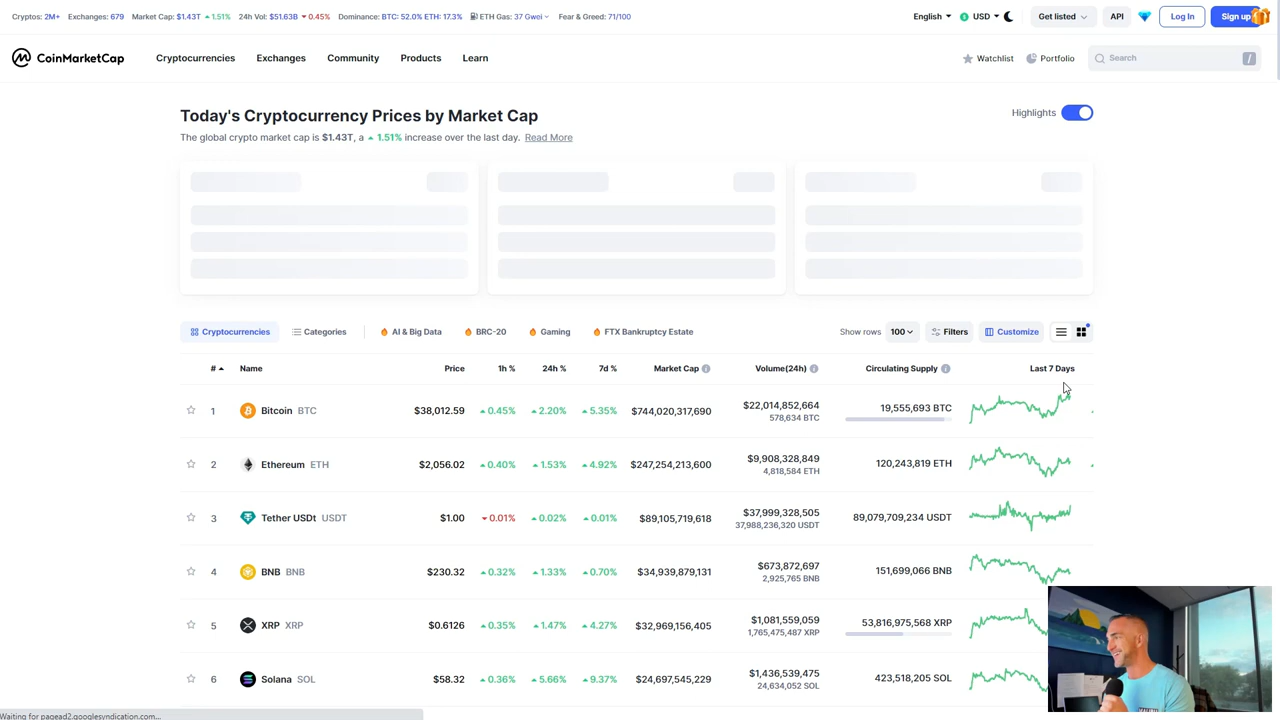 Cryptos: 2M+ Exchanges: 679 Market Cap: $1.43T 1.51% 24h Vol: $51.63B 0.45% Dominance: BTC: 52.0% ETH: 17.3% ETH Gas: 37 Gwei Fear & Greed: 71/100 English USD Get listed API Log In Sign up
CoinMarketCap Cryptocurrencies Exchanges Community Products Learn Watchlist Portfolio Search /
Today's Cryptocurrency Prices by Market Cap Highlights
The global crypto market cap is $1.43T, a 1.51% increase over the last day. Read More
Cryptocurrencies Categories AI & Big Data BRC-20 Gaming FTX Bankruptcy Estate Show rows 100 Filters Customize
# Name Price 1h % 24h % 7d % Market Cap Volume(24h) Circulating Supply Last 7 Days
1 Bitcoin BTC $38,012.59 0.45% 2.20% 5.35% $744,020,317,690 $22,014,852,664 19,555,693 BTC
578,634 BTC
2 Ethereum ETH $2,056.02 0.40% 1.53% 4.92% $247,254,213,600 $9,908,328,849 120,243,819 ETH
4,818,584 ETH
3 Tether USDt USDT $1.00 0.01% 0.02% 0.01% $89,105,719,618 $37,999,328,505 89,079,709,234 USDT
37,988,236,320 USDT
4 BNB BNB $230.32 0.32% 1.33% 0.70% $34,939,879,131 $673,872,697 151,699,066 BNB
2,925,765 BNB
5 XRP XRP $0.6126 0.35% 1.47% 4.27% $32,969,156,405 $1,081,559,059 53,816,975,568 XRP
1,765,475,487 XRP
6 Solana SOL $58.32 0.36% 5.66% 9.37% $24,697,545,229 $1,436,539,475 423,518,205 SOL
24,634,052 SOL
Waiting for pagead2.googlesyndication.com...